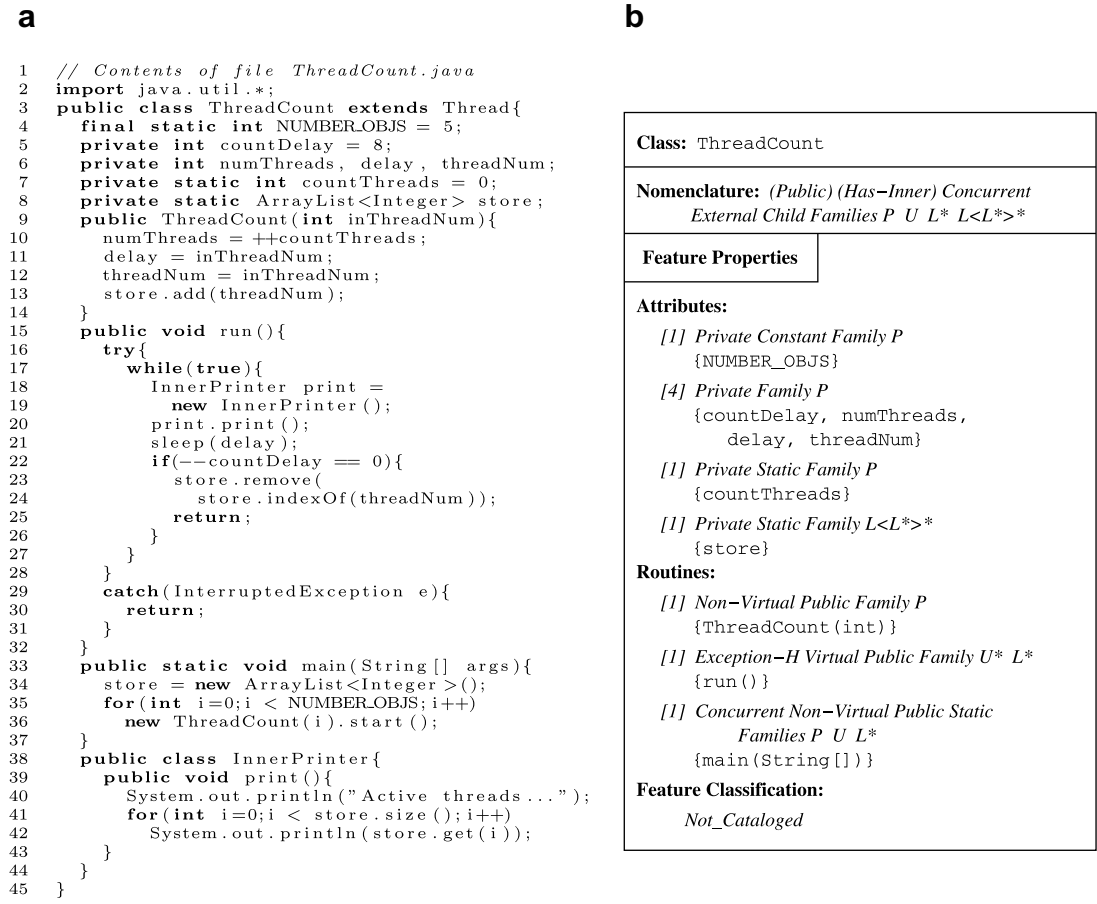 a
1 // Contents of file ThreadCount.java
2 import java.util.*;
3 public class ThreadCount extends Thread{
4 final static int NUMBER_OBJS = 5;
5 private int countDelay = 8;
6 private int numThreads, delay, threadNum;
7 private static int countThreads = 0;
8 private static ArrayList<Integer> store;
9 public ThreadCount(int inThreadNum){
10 numThreads = ++countThreads;
11 delay = inThreadNum;
12 threadNum = inThreadNum;
13 store.add(threadNum);
14 }
15 public void run(){
16 try{
17 while(true){
18 InnerPrinter print =
19 new InnerPrinter();
20 print.print();
21 sleep(delay);
22 if(--countDelay == 0){
23 store.remove(
24 store.indexOf(threadNum));
25 return;
26 }
27 }
28 }
29 catch(InterruptedException e){
30 return;
31 }
32 }
33 public static void main(String[] args){
34 store = new ArrayList<Integer>();
35 for(int i=0;i < NUMBER_OBJS;i++)
36 new ThreadCount(i).start();
37 }
38 public class InnerPrinter{
39 public void print(){
40 System.out.println("Active threads...");
41 for(int i=0;i < store.size();i++)
42 System.out.println(store.get(i));
43 }
44 }
45 }
b
Class: ThreadCount
Nomenclature: (Public) (Has–Inner) Concurrent
External Child Families P U L* L<L*>*
Feature Properties
Attributes:
[1] Private Constant Family P
{NUMBER_OBJS}
[4] Private Family P
{countDelay, numThreads,
delay, threadNum}
[1] Private Static Family P
{countThreads}
[1] Private Static Family L<L*>*
{store}
Routines:
[1] Non–Virtual Public Family P
{ThreadCount(int)}
[1] Exception–H Virtual Public Family U* L*
{run()}
[1] Concurrent Non–Virtual Public Static
Families P U L*
{main(String[])}
Feature Classification:
Not_Cataloged